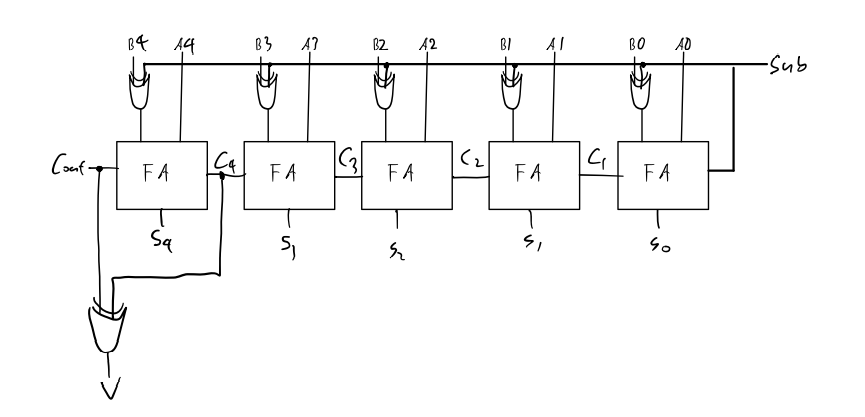 B4 A4 B3 A3 B2 A2 B1 A1 B0 A0
Sub
Cout FA C4 FA C3 FA C2 FA C1 FA
S4 S3 S2 S1 S0
V